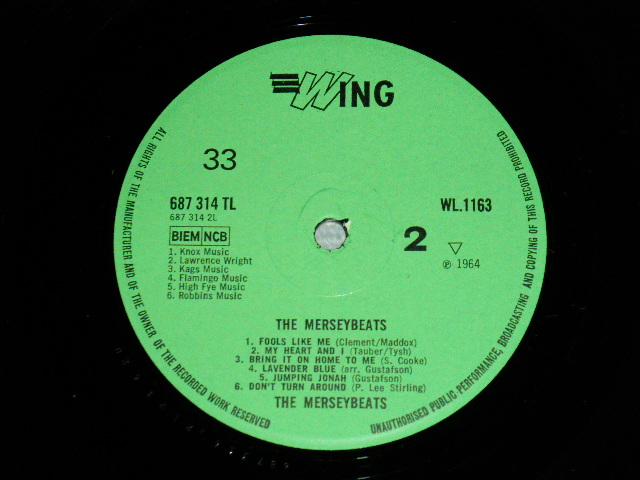 WING
33
687 314 TL
687 314 2L
BIEM NCB
1. Knox Music
2. Lawrence Wright
3. Kags Music
4. Flamingo Music
5. High Fye Music
6. Robbins Music
WL.1163
2
℗ 1964
THE MERSEYBEATS
1. FOOLS LIKE ME (Clement/Maddox)
2. MY HEART AND I (Tauber/Tysh)
3. BRING IT ON HOME TO ME (S. Cooke)
4. LAVENDER BLUE (arr. Gustafson)
5. JUMPING JONAH (Gustafson)
6. DON'T TURN AROUND (P. Lee Stirling)
THE MERSEYBEATS
ALL RIGHTS OF THE MANUFACTURER AND OF THE OWNER OF THE RECORDED WORK RESERVED
UNAUTHORISED PUBLIC PERFORMANCE, BROADCASTING AND COPYING OF THIS RECORD PROHIBITED